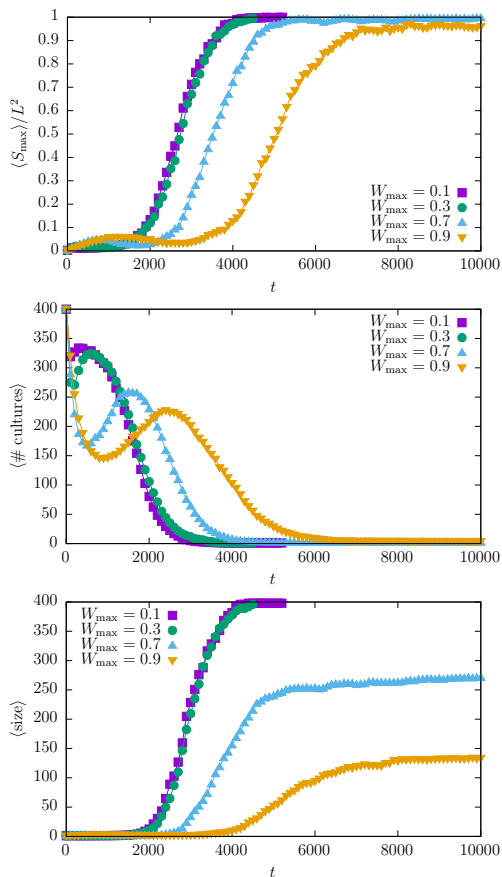 ⟨S_max⟩/L²
1
0.9
0.8
0.7
0.6
0.5
0.4
0.3
0.2
0.1
0
W_max = 0.1
W_max = 0.3
W_max = 0.7
W_max = 0.9
0 2000 4000 6000 8000 10000
t
⟨# cultures⟩
400
350
300
250
200
150
100
50
0
W_max = 0.1
W_max = 0.3
W_max = 0.7
W_max = 0.9
0 2000 4000 6000 8000 10000
t
⟨size⟩
400
350
300
250
200
150
100
50
0
W_max = 0.1
W_max = 0.3
W_max = 0.7
W_max = 0.9
0 2000 4000 6000 8000 10000
t